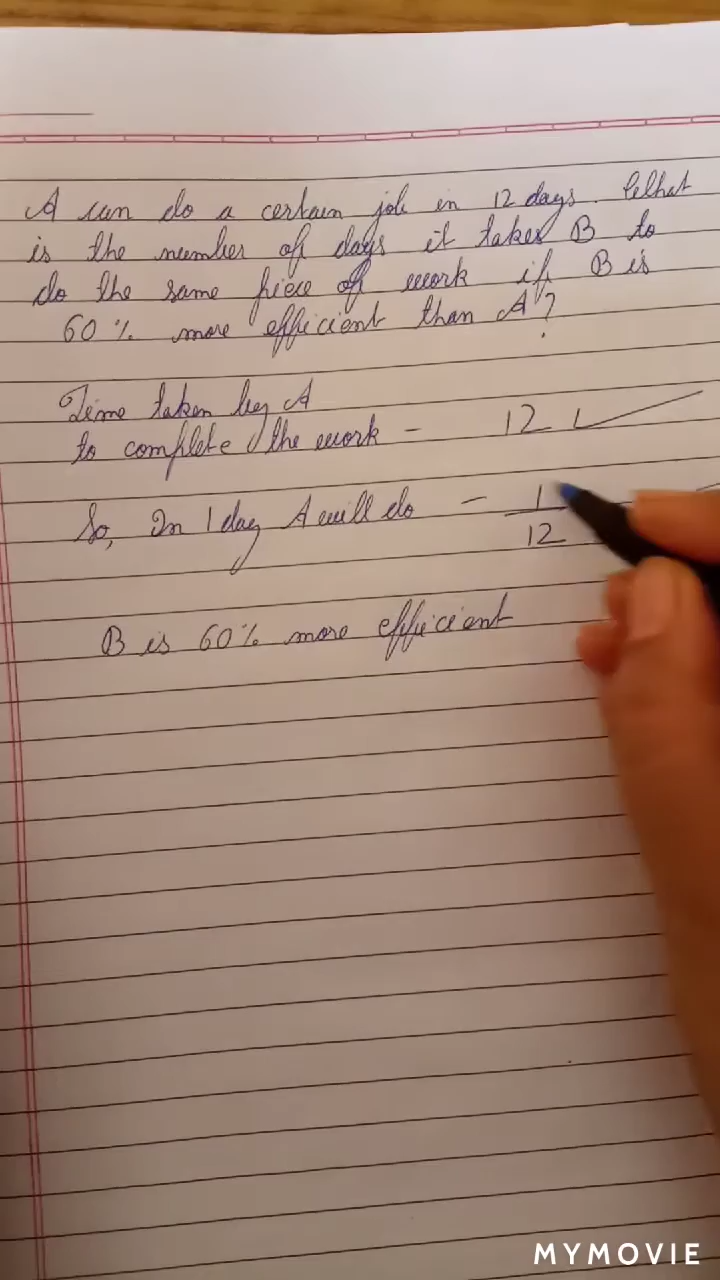 A can do a certain job in 12 days. What
is the number of days it takes B to
do the same piece of work if B is
60% more efficient than A?
Time taken by A
to complete the work - 12
So, In 1 day A will do - 1/12
B is 60% more efficient
MYMOVIE